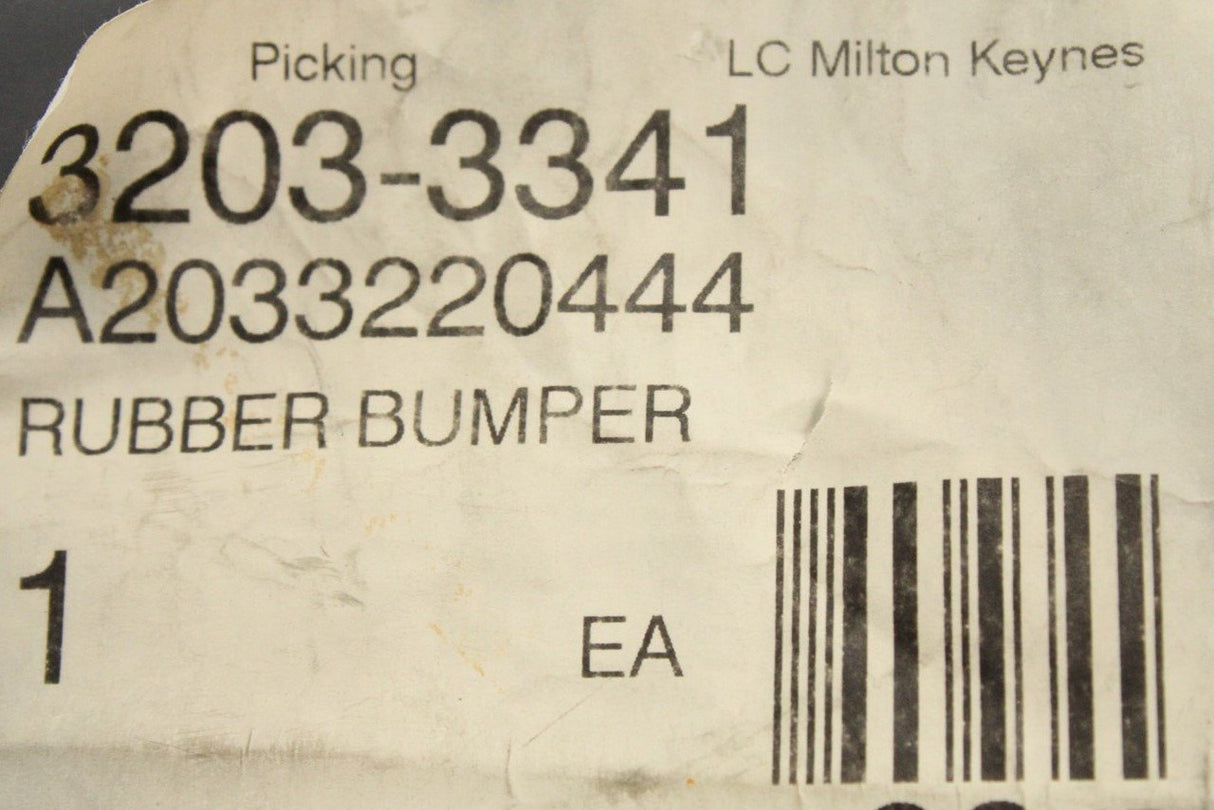 Picking LC Milton Keynes
3203-3341
A2033220444
RUBBER BUMPER
1 EA